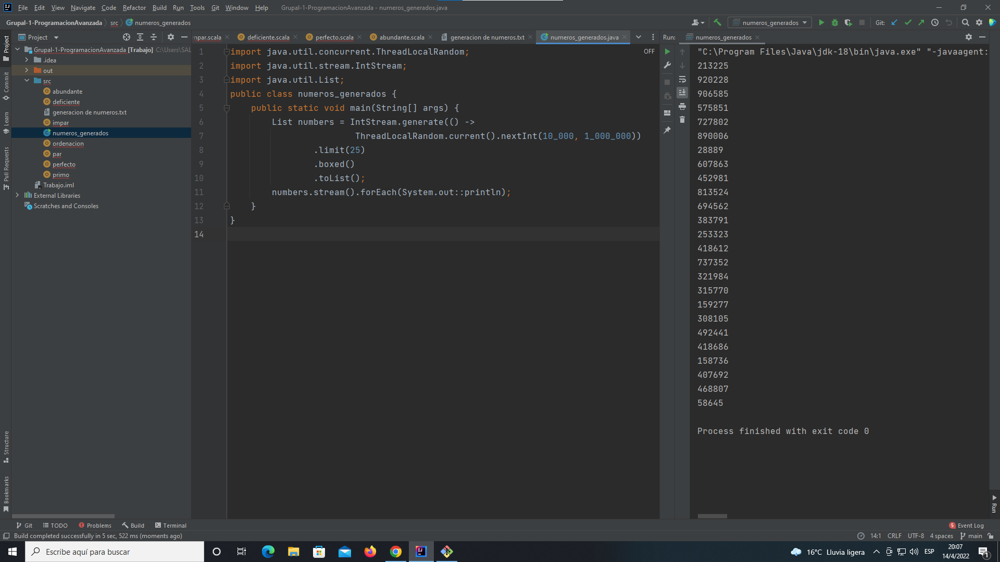 File Edit View Navigate Code Refactor Build Run Tools Git Window Help Grupal-1-ProgramacionAvanzada - numeros_generados.java
Grupal-1-ProgramacionAvanzada src numeros_generados
numeros_generados Git:
Project
mpar.scala deficiente.scala perfecto.scala abundante.scala generacion de numeros.txt numeros_generados.java
Run: numeros_generados
Project
Commit
Learn
Pull Requests
Structure
Bookmarks
Grupal-1-ProgramacionAvanzada [Trabajo] C:\Users\SAL
.idea
out
src
abundante
deficiente
generacion de numeros.txt
impar
numeros_generados
ordenacion
par
perfecto
primo
Trabajo.iml
External Libraries
Scratches and Consoles
OFF
1 import java.util.concurrent.ThreadLocalRandom;
2 import java.util.stream.IntStream;
3 import java.util.List;
4 public class numeros_generados {
5 public static void main(String[] args) {
6 List numbers = IntStream.generate(() ->
7 ThreadLocalRandom.current().nextInt(10_000, 1_000_000))
8 .limit(25)
9 .boxed()
10 .toList();
11 numbers.stream().forEach(System.out::println);
12 }
13 }
14
"C:\Program Files\Java\jdk-18\bin\java.exe" "-javaagent:
213225
920228
906585
575851
727802
890006
28889
607863
452981
813524
694562
383791
253323
418612
737352
321984
315770
159277
308105
492441
418686
158736
407692
468807
58645
Process finished with exit code 0
Run
Git TODO Problems Build Terminal
5 Event Log
Build completed successfully in 5 sec, 522 ms (moments ago)
14:1 CRLF UTF-8 4 spaces main
Escribe aquí para buscar
16°C Lluvia ligera
ESP
20:07
14/4/2022
1